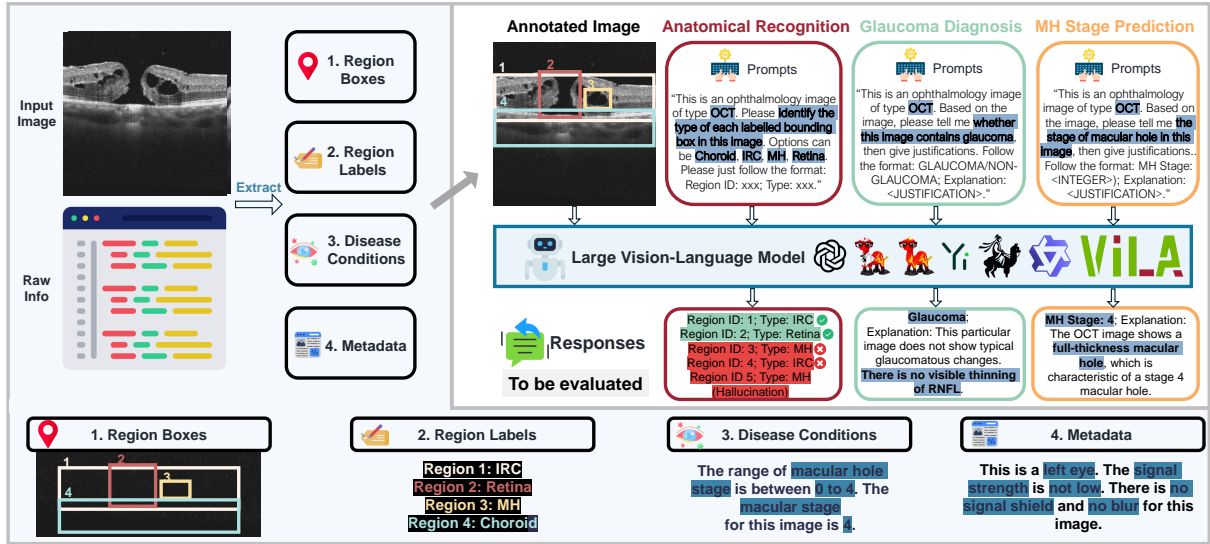 Input
Image
Raw
Info
Extract
1. Region
Boxes
2. Region
Labels
3. Disease
Conditions
4. Metadata
Annotated Image
1
2
3
4
Anatomical Recognition
Prompts
“This is an ophthalmology image
of type OCT. Please identify the
type of each labelled bounding
box in this image. Options can
be Choroid, IRC, MH, Retina.
Please just follow the format:
Region ID: xxx; Type: xxx.”
Glaucoma Diagnosis
Prompts
“This is an ophthalmology image
of type OCT. Based on the
image, please tell me whether
this image contains glaucoma,
then give justifications. Follow
the format: GLAUCOMA/NON-
GLAUCOMA; Explanation:
<JUSTIFICATION>.”
MH Stage Prediction
Prompts
“This is an ophthalmology image
of type OCT. Based on
the image, please tell me the
stage of macular hole in this
image, then give justifications..
Follow the format: MH Stage:
<INTEGER>); Explanation:
<JUSTIFICATION>.”
Large Vision-Language Model
Yi
VILA
Responses
To be evaluated
Region ID: 1; Type: IRC
Region ID: 2; Type: Retina
Region ID: 3; Type: MH
Region ID: 4; Type: IRC
Region ID 5; Type: MH
(Hallucination)
Glaucoma;
Explanation: This particular
image does not show typical
glaucomatous changes.
There is no visible thinning
of RNFL.
MH Stage: 4; Explanation:
The OCT image shows a
full-thickness macular
hole, which is
characteristic of a stage 4
macular hole.
1. Region Boxes
1
2
3
4
2. Region Labels
Region 1: IRC
Region 2: Retina
Region 3: MH
Region 4: Choroid
3. Disease Conditions
The range of macular hole
stage is between 0 to 4. The
macular stage
for this image is 4.
4. Metadata
This is a left eye. The signal
strength is not low. There is no
signal shield and no blur for this
image.